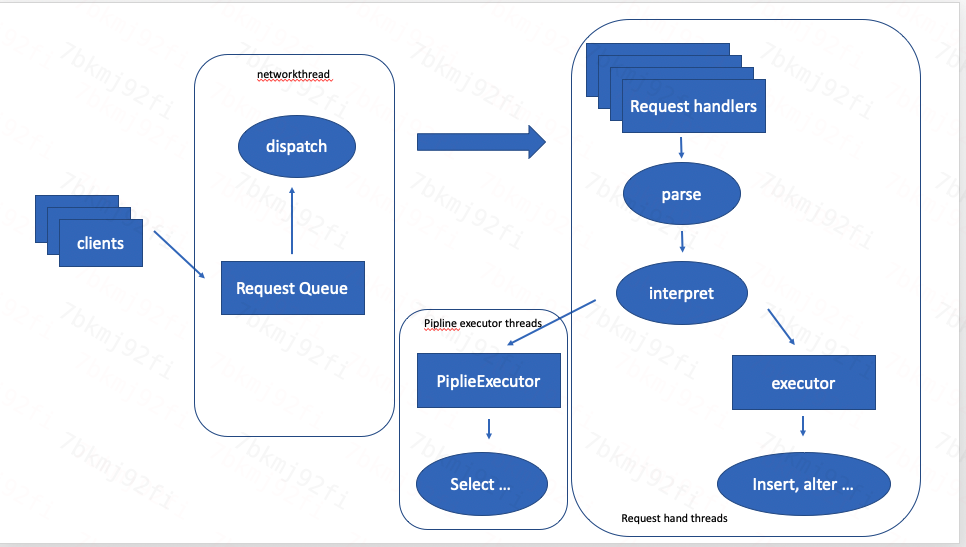 networkthread
dispatch
clients
Request Queue
Request handlers
parse
interpret
Pipline executor threads
PiplieExecutor
Select ...
executor
Insert, alter ...
Request hand threads
7bkmj92fi